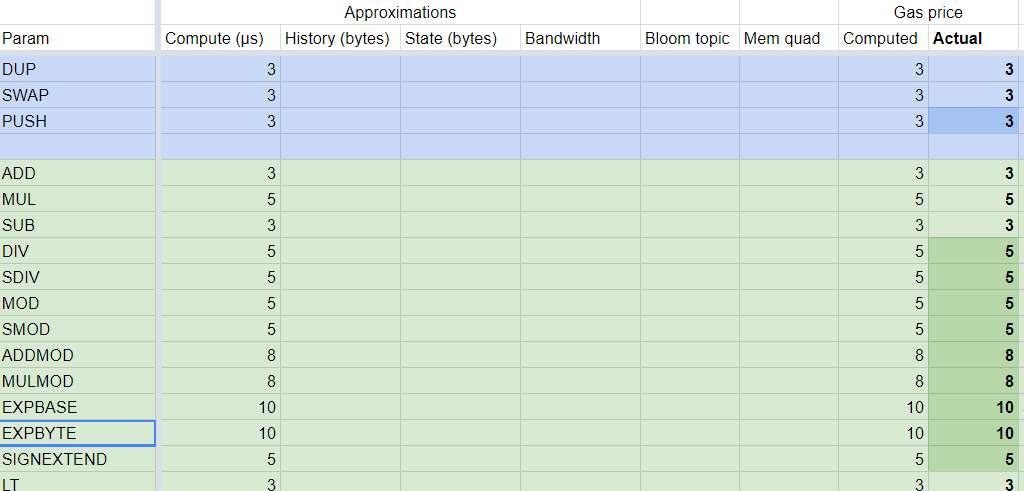 Approximations Gas price
Param Compute (µs) History (bytes) State (bytes) Bandwidth Bloom topic Mem quad Computed Actual
DUP 3 3 3
SWAP 3 3 3
PUSH 3 3 3
ADD 3 3 3
MUL 5 5 5
SUB 3 3 3
DIV 5 5 5
SDIV 5 5 5
MOD 5 5 5
SMOD 5 5 5
ADDMOD 8 8 8
MULMOD 8 8 8
EXPBASE 10 10 10
EXPBYTE 10 10 10
SIGNEXTEND 5 5 5
LT 3 3 3